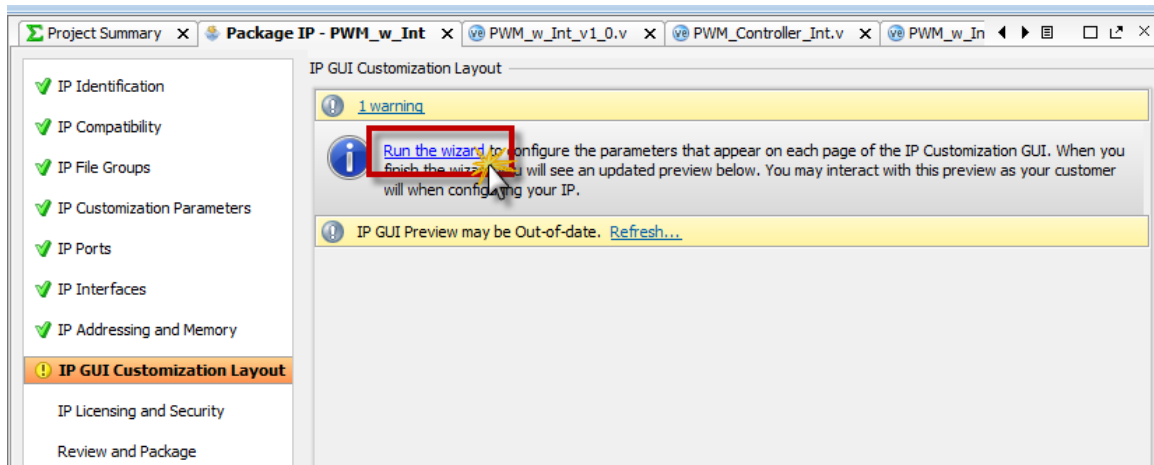 Project Summary
Package IP - PWM_w_Int
PWM_w_Int_v1_0.v
PWM_Controller_Int.v
PWM_w_In
IP Identification
IP Compatibility
IP File Groups
IP Customization Parameters
IP Ports
IP Interfaces
IP Addressing and Memory
IP GUI Customization Layout
IP Licensing and Security
Review and Package
IP GUI Customization Layout
1 warning
Run the wizard to configure the parameters that appear on each page of the IP Customization GUI. When you
finish the wizard you will see an updated preview below. You may interact with this preview as your customer
will when configuring your IP.
IP GUI Preview may be Out-of-date. Refresh...